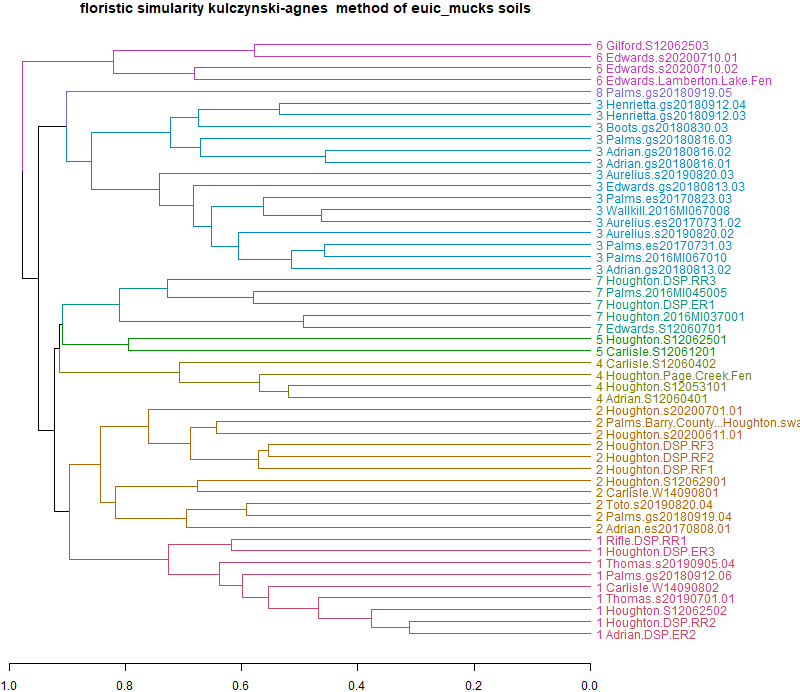 floristic simularity kulczynski-agnes method of euic_mucks soils
6 Gilford.S12062503
6 Edwards.s20200710.01
6 Edwards.s20200710.02
6 Edwards.Lamberton.Lake.Fen
8 Palms.gs20180919.05
3 Henrietta.gs20180912.04
3 Henrietta.gs20180912.03
3 Boots.gs20180830.03
3 Palms.gs20180816.03
3 Adrian.gs20180816.02
3 Adrian.gs20180816.01
3 Aurelius.s20190820.03
3 Edwards.gs20180813.03
3 Palms.es20170823.03
3 Wallkill.2016MI067008
3 Adrian.es20170731.02
3 Aurelius.s20190820.02
3 Palms.es20170731.03
3 Palms.2016MI067010
3 Adrian.gs20180813.02
7 Houghton.DSP.RR3
7 Palms.2016MI045005
7 Houghton.DSP.ER1
7 Houghton.2016MI037001
7 Edwards.S12060701
5 Houghton.S12062501
5 Carlisle.S12061201
4 Carlisle.S12060402
4 Houghton.Page.Creek.Fen
4 Houghton.S12053101
4 Adrian.S12060401
2 Houghton.s20200701.01
2 Palms.Barry.County...Houghton.swa
2 Houghton.s20200611.01
2 Houghton.DSP.RF3
2 Houghton.DSP.RF2
2 Houghton.DSP.RF1
2 Houghton.S12062901
2 Carlisle.W14090801
2 Toto.s20190820.04
2 Palms.gs20180919.04
2 Adrian.es20170808.01
1 Rifle.DSP.RR1
1 Houghton.DSP.ER3
1 Thomas.s20190905.04
1 Palms.gs20180912.06
1 Carlisle.W14090802
1 Thomas.s20190701.01
1 Houghton.S12062502
1 Houghton.DSP.RR2
1 Adrian.DSP.ER2
1.0 0.8 0.6 0.4 0.2 0.0